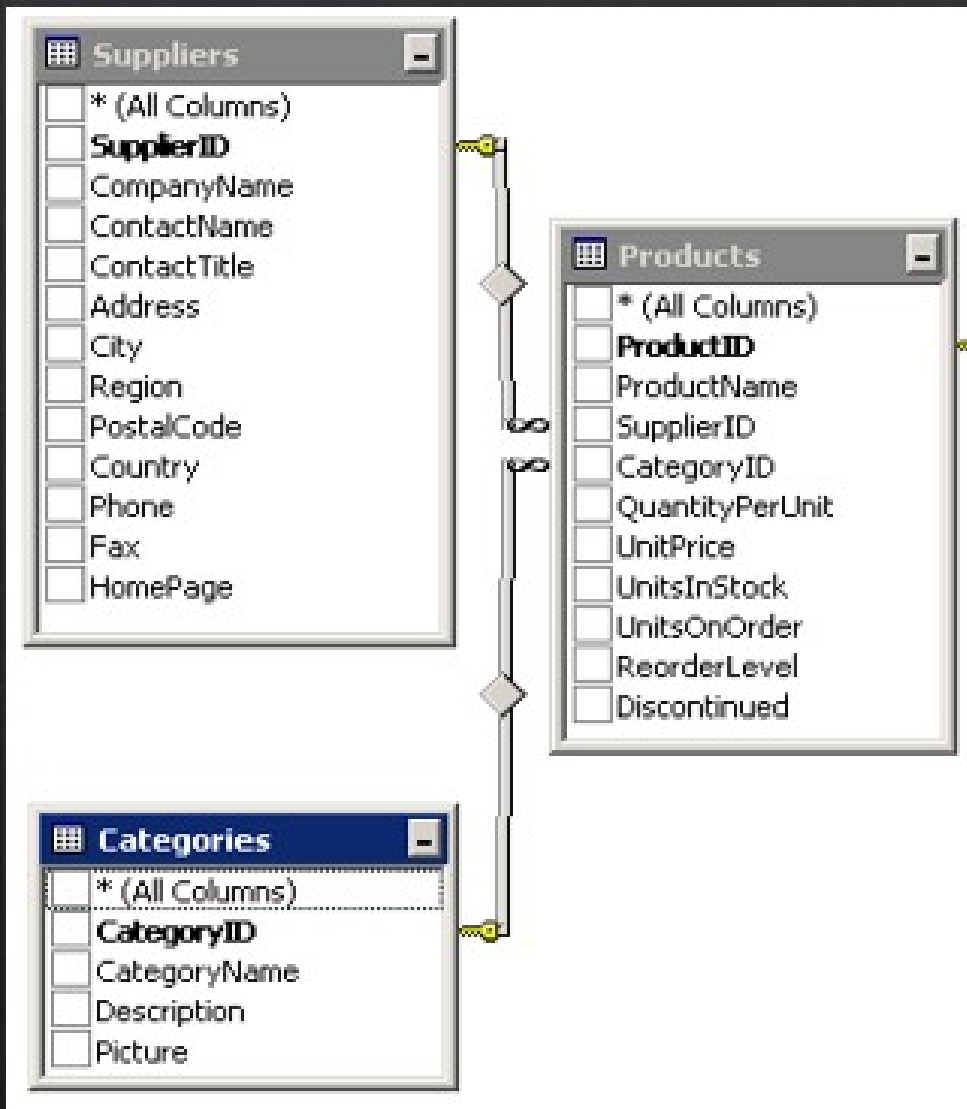 Suppliers
* (All Columns)
SupplierID
CompanyName
ContactName
ContactTitle
Address
City
Region
PostalCode
Country
Phone
Fax
HomePage
Products
* (All Columns)
ProductID
ProductName
SupplierID
CategoryID
QuantityPerUnit
UnitPrice
UnitsInStock
UnitsOnOrder
ReorderLevel
Discontinued
Categories
* (All Columns)
CategoryID
CategoryName
Description
Picture